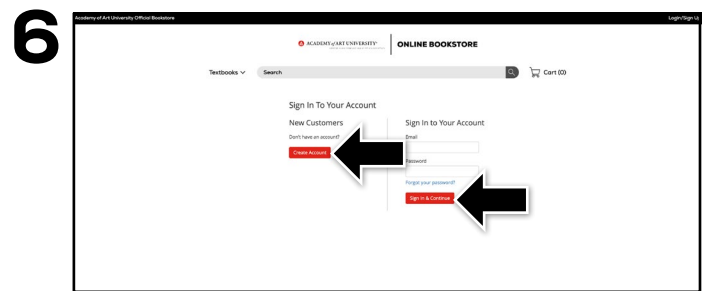 6
Academy of Art University Official Bookstore
Login/Sign U
ACADEMY of ART UNIVERSITY
ONLINE BOOKSTORE
Textbooks
Search
Cart (0)
Sign In To Your Account
New Customers
Don't have an account?
Create Account
Sign In to Your Account
Email
Password
Forgot your password?
Sign in & Continue